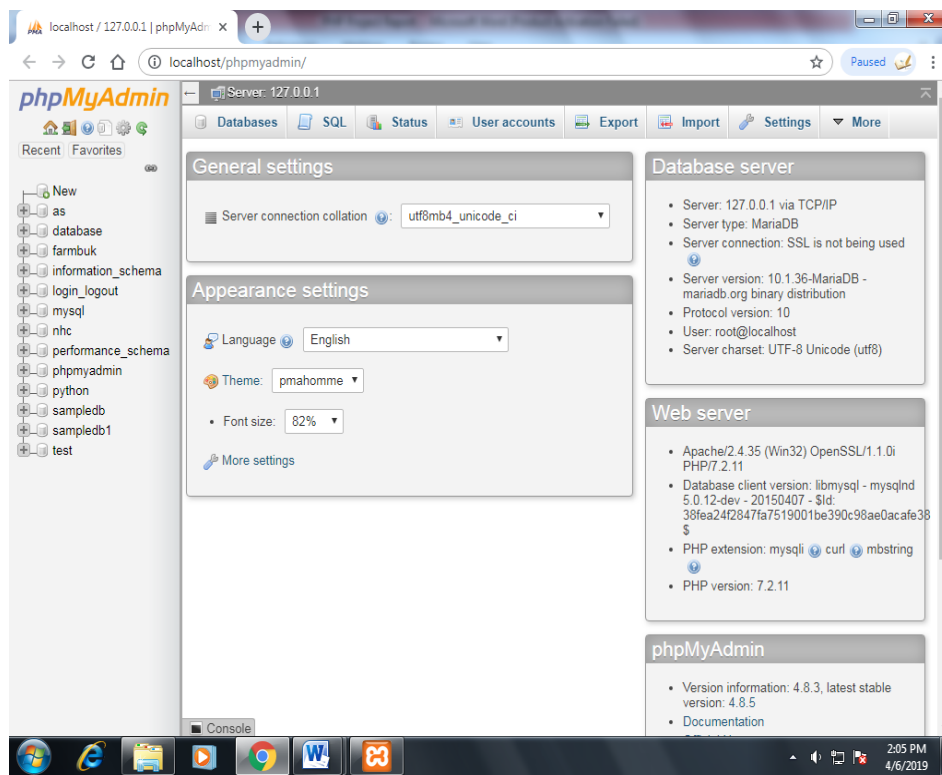 localhost / 127.0.0.1 | phpMyAdn
localhost/phpmyadmin/
Paused
phpMyAdmin
Recent Favorites
New
as
database
farmbuk
information_schema
login_logout
mysql
nhc
performance_schema
phpmyadmin
python
sampledb
sampledb1
test
Server: 127.0.0.1
Databases SQL Status User accounts Export Import Settings More
General settings
Server connection collation : utf8mb4_unicode_ci
Appearance settings
Language English
Theme: pmahomme
• Font size: 82%
More settings
Console
Database server
• Server: 127.0.0.1 via TCP/IP
• Server type: MariaDB
• Server connection: SSL is not being used
• Server version: 10.1.36-MariaDB -
mariadb.org binary distribution
• Protocol version: 10
• User: root@localhost
• Server charset: UTF-8 Unicode (utf8)
Web server
• Apache/2.4.35 (Win32) OpenSSL/1.1.0i
PHP/7.2.11
• Database client version: libmysql - mysqlnd
5.0.12-dev - 20150407 - $Id:
38fea24f2847fa7519001be390c98ae0acafe38
$
• PHP extension: mysqli curl mbstring
• PHP version: 7.2.11
phpMyAdmin
• Version information: 4.8.3, latest stable
version: 4.8.5
• Documentation
2:05 PM
4/6/2019